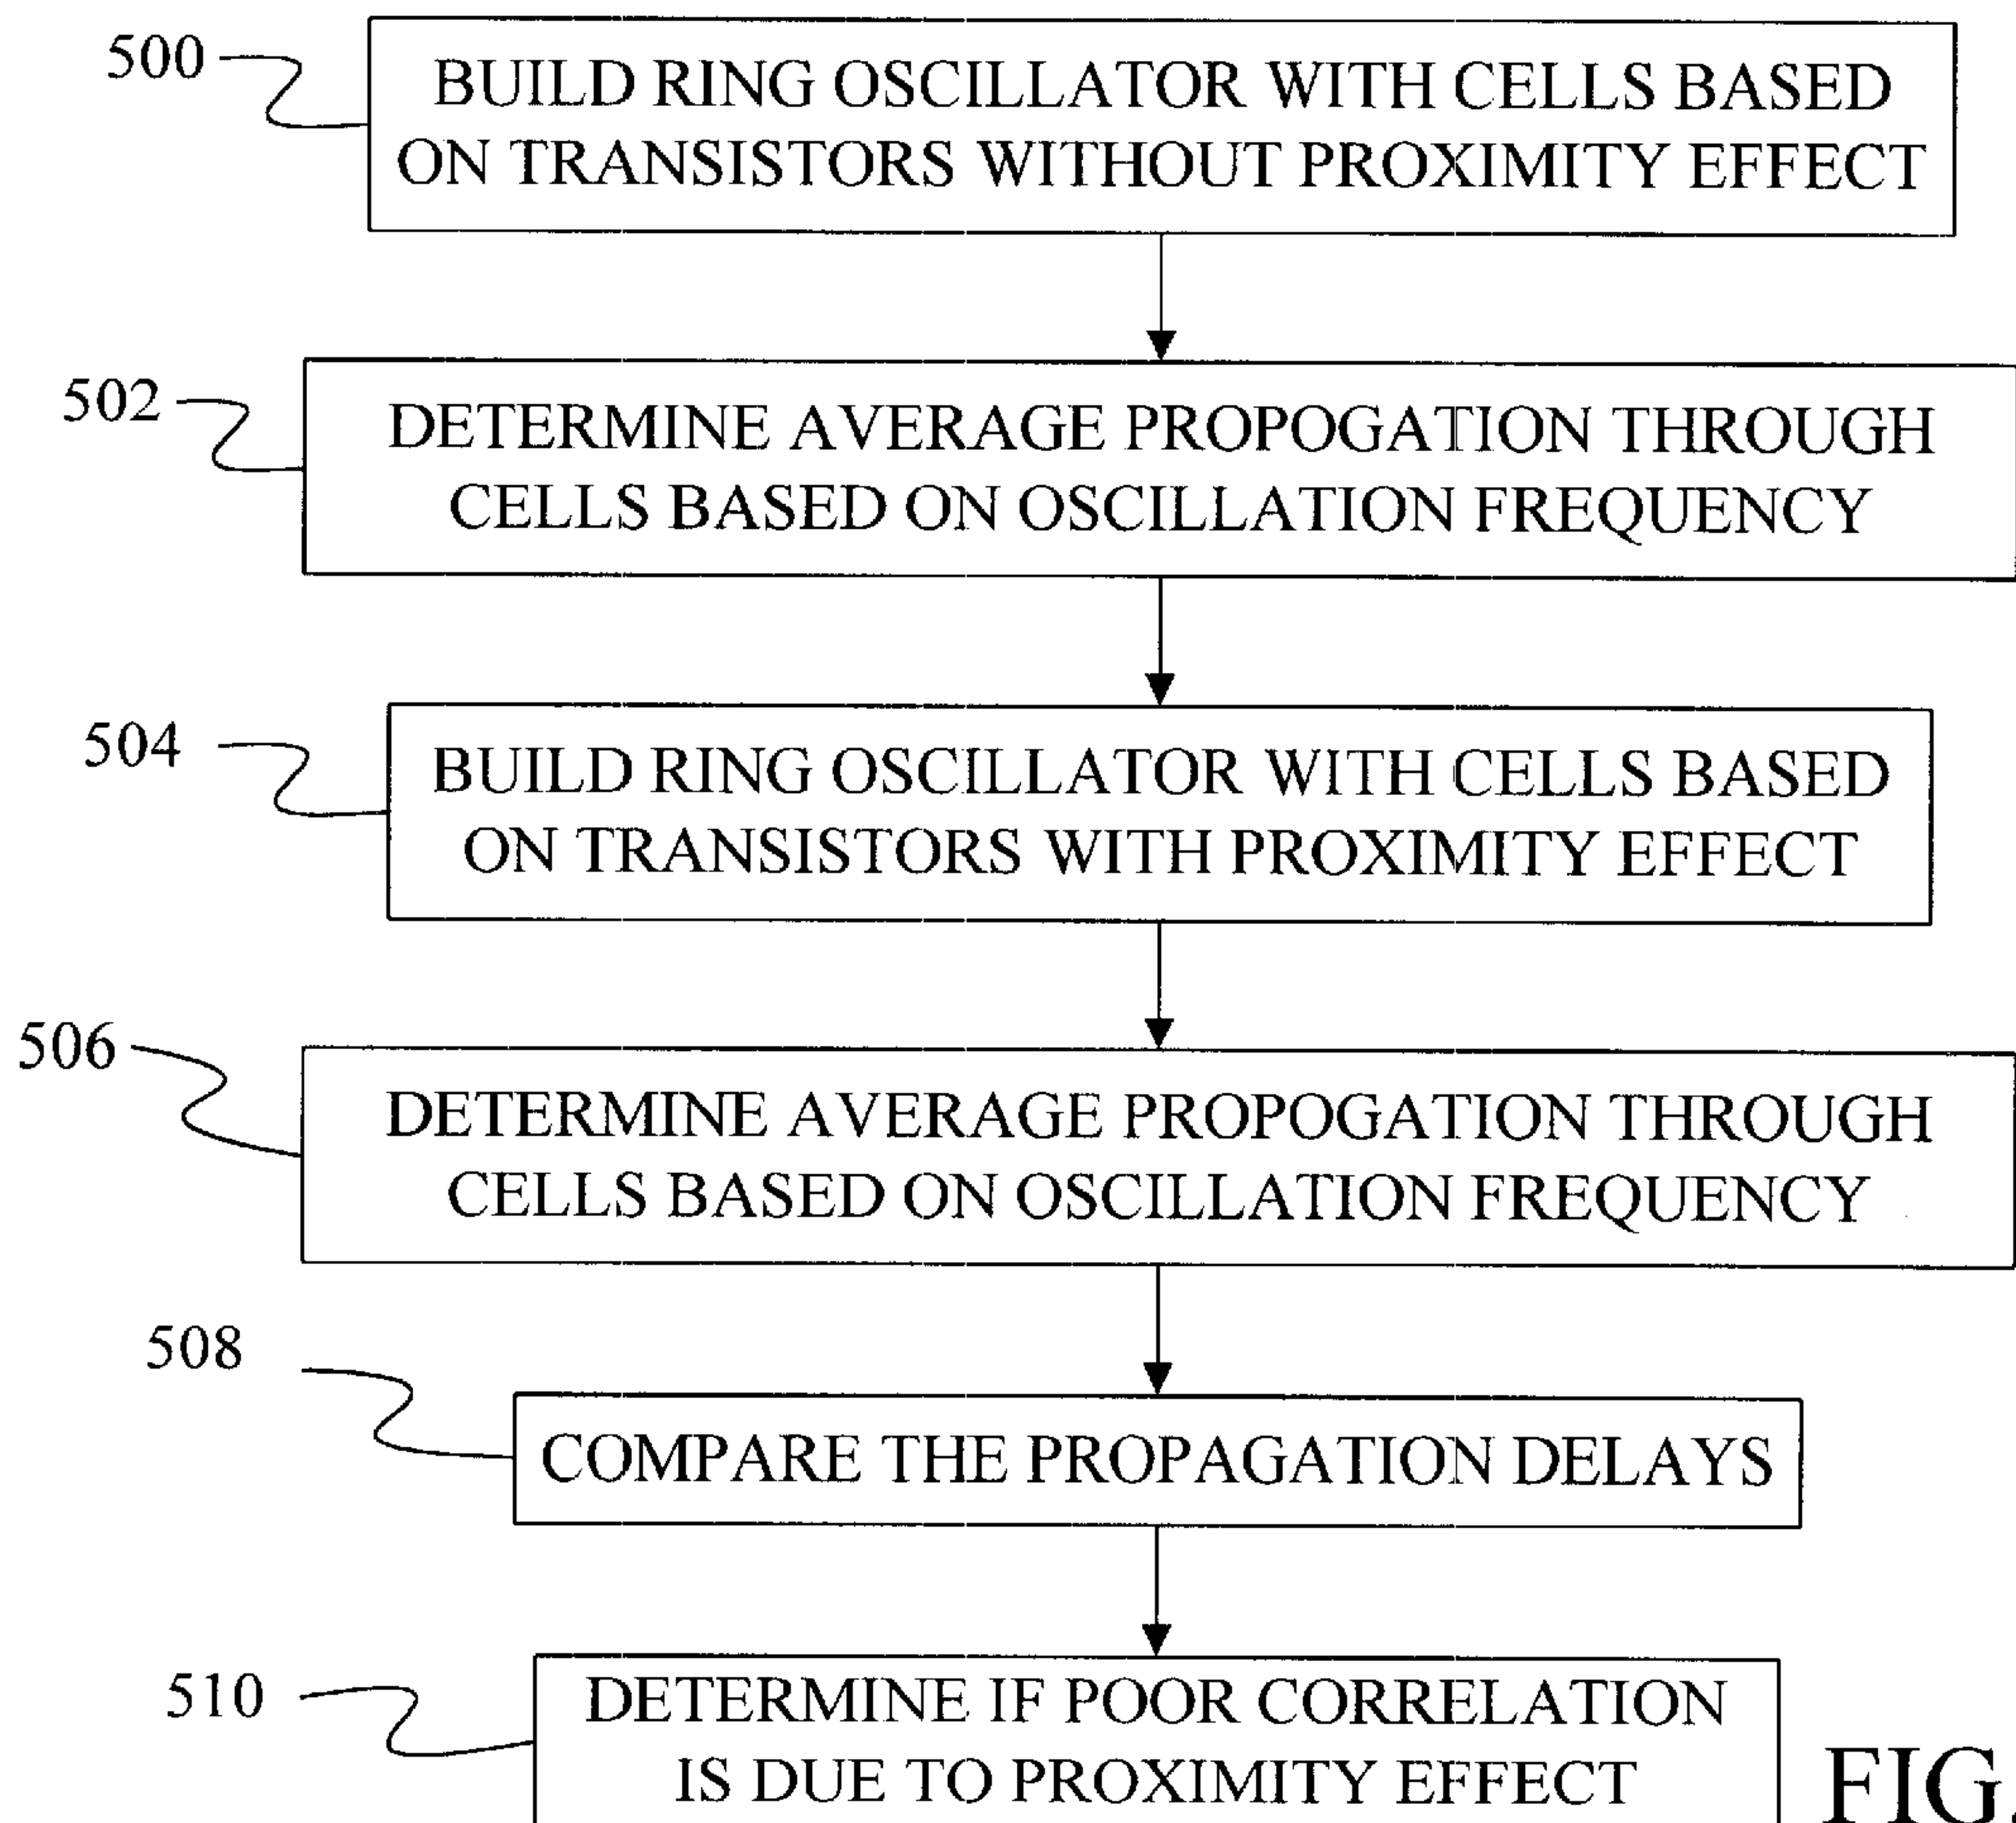 500
BUILD RING OSCILLATOR WITH CELLS BASED
ON TRANSISTORS WITHOUT PROXIMITY EFFECT
502
DETERMINE AVERAGE PROPOGATION THROUGH
CELLS BASED ON OSCILLATION FREQUENCY
504
BUILD RING OSCILLATOR WITH CELLS BASED
ON TRANSISTORS WITH PROXIMITY EFFECT
506
DETERMINE AVERAGE PROPOGATION THROUGH
CELLS BASED ON OSCILLATION FREQUENCY
508
COMPARE THE PROPAGATION DELAYS
510
DETERMINE IF POOR CORRELATION
IS DUE TO PROXIMITY EFFECT
FIG.